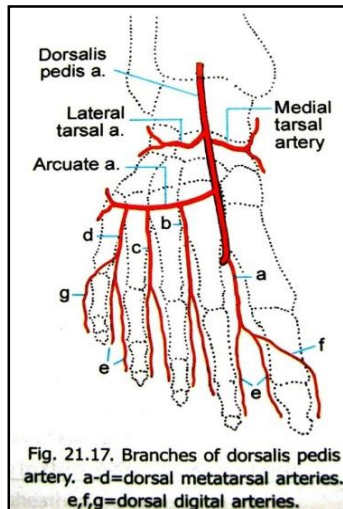 Dorsalis
pedis a.
Lateral
tarsal a.
Medial
tarsal
artery
Arcuate a.
b
d
c
a
g
f
e
e
Fig. 21.17. Branches of dorsalis pedis
artery. a-d=dorsal metatarsal arteries.
e,f,g=dorsal digital arteries.